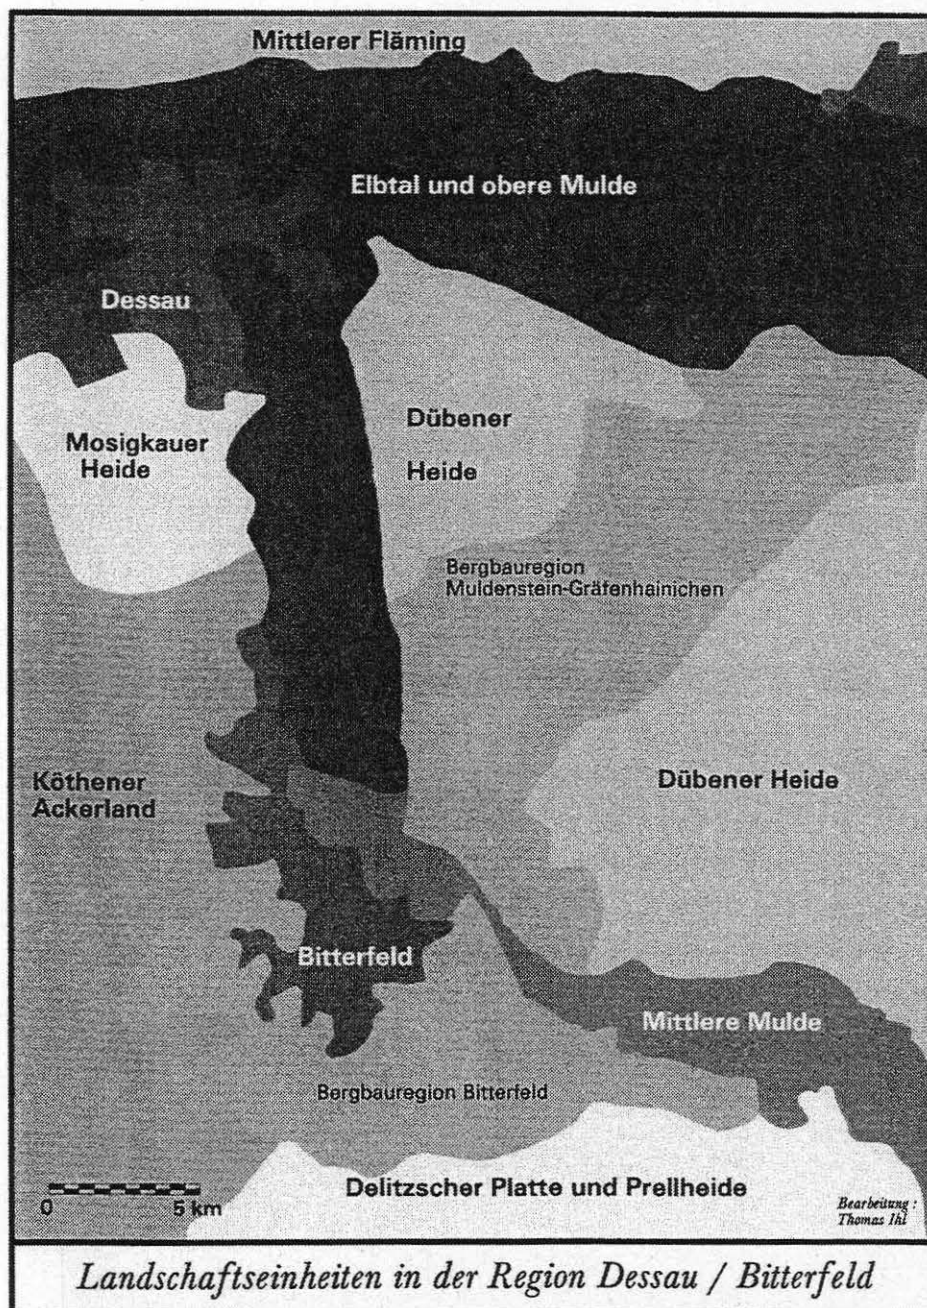 Mittlerer Fläming
Elbtal und obere Mulde
Dessau
Mosigkauer
Heide
Dübener
Heide
Bergbauregion
Muldenstein-Gräfenhainichen
Köthener
Ackerland
Dübener Heide
Bitterfeld
Mittlere Mulde
Bergbauregion Bitterfeld
Delitzscher Platte und Prellheide
0
5 km
Bearbeitung :
Thomas Ihl
Landschaftseinheiten in der Region Dessau / Bitterfeld